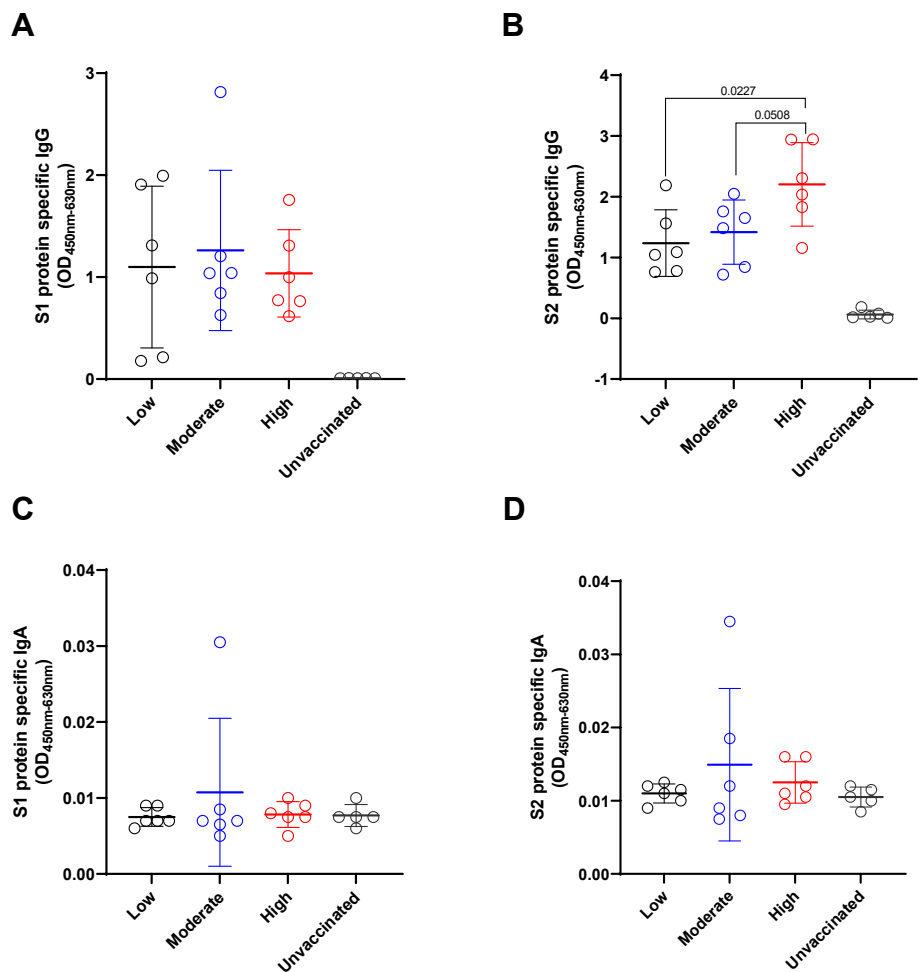 A
S1 protein specific IgG
(OD450nm-630nm)
3
2
1
0
Low
Moderate
High
Unvaccinated
B
S2 protein specific IgG
(OD450nm-630nm)
4
3
2
1
0
-1
0.0227
0.0508
Low
Moderate
High
Unvaccinated
C
S1 protein specific IgA
(OD450nm-630nm)
0.04
0.03
0.02
0.01
0.00
Low
Moderate
High
Unvaccinated
D
S2 protein specific IgA
(OD450nm-630nm)
0.04
0.03
0.02
0.01
0.00
Low
Moderate
High
Unvaccinated